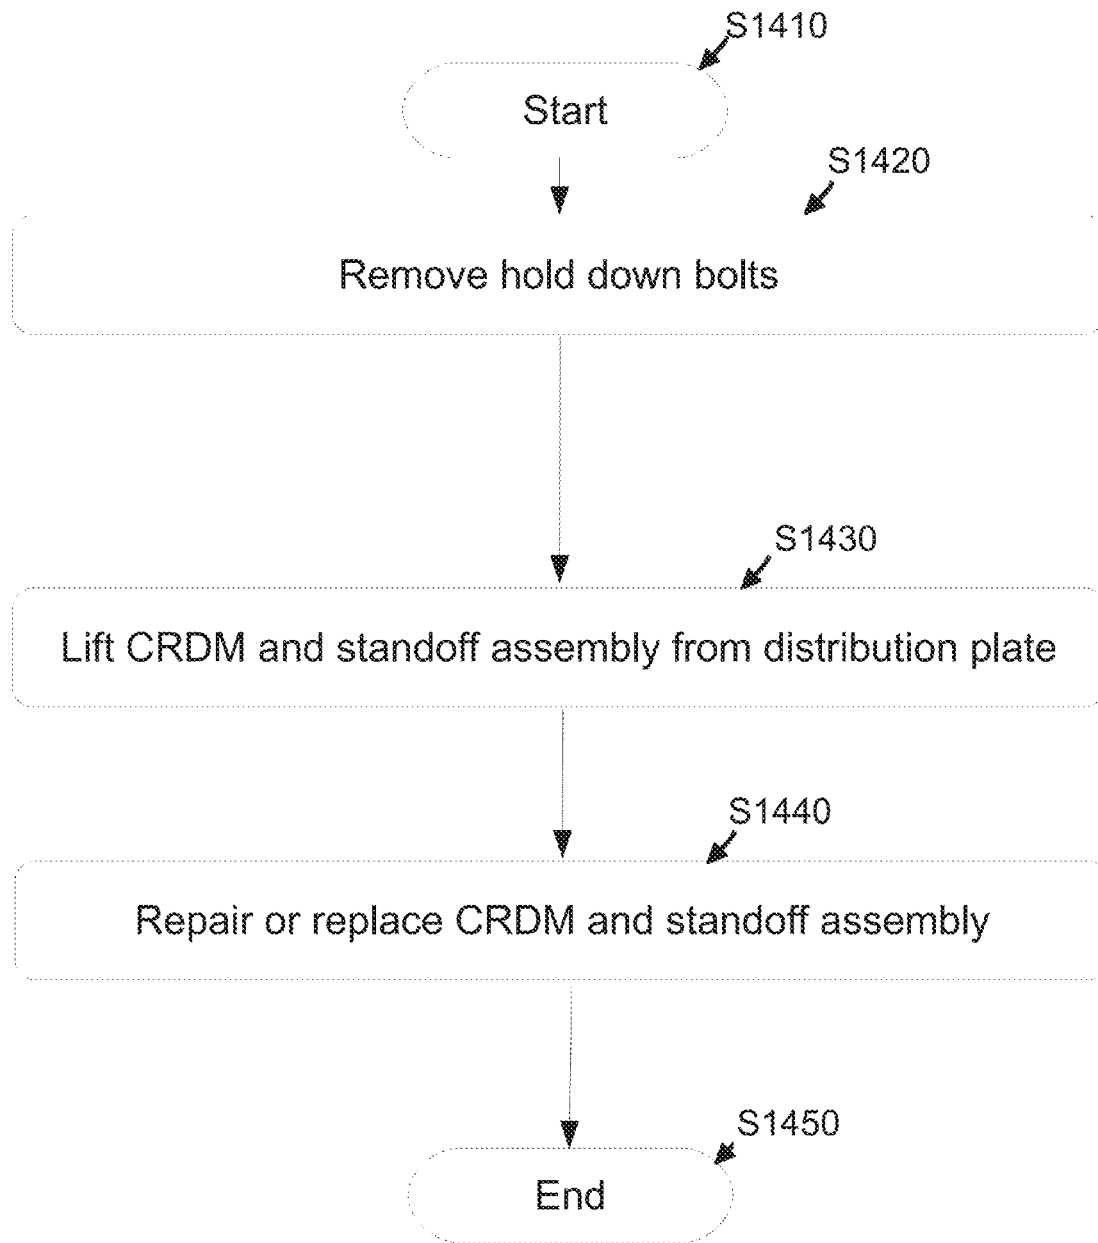 S1410
Start
S1420
Remove hold down bolts
S1430
Lift CRDM and standoff assembly from distribution plate
S1440
Repair or replace CRDM and standoff assembly
S1450
End